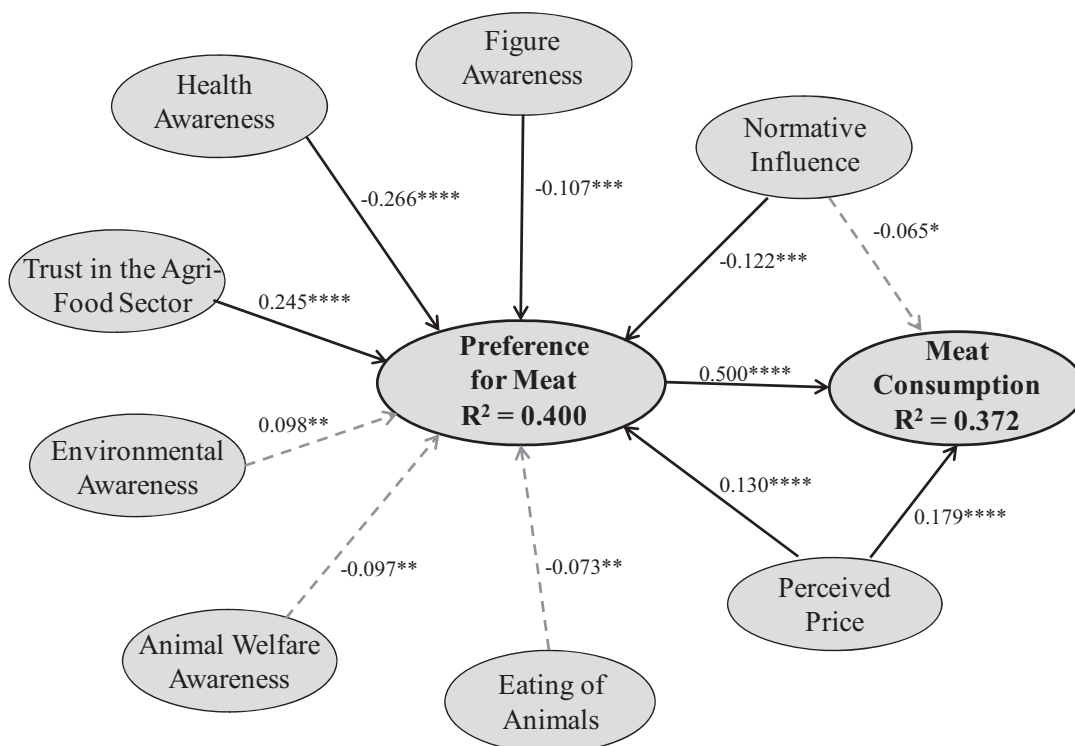 Figure
Awareness
Health
Awareness
Normative
Influence
-0.266****
-0.107***
-0.065*
-0.122***
Trust in the Agri-
Food Sector
0.245****
Preference
for Meat
R² = 0.400
0.500****
Meat
Consumption
R² = 0.372
Environmental
Awareness
0.098**
0.130****
0.179****
-0.097**
-0.073**
Perceived
Price
Animal Welfare
Awareness
Eating of
Animals